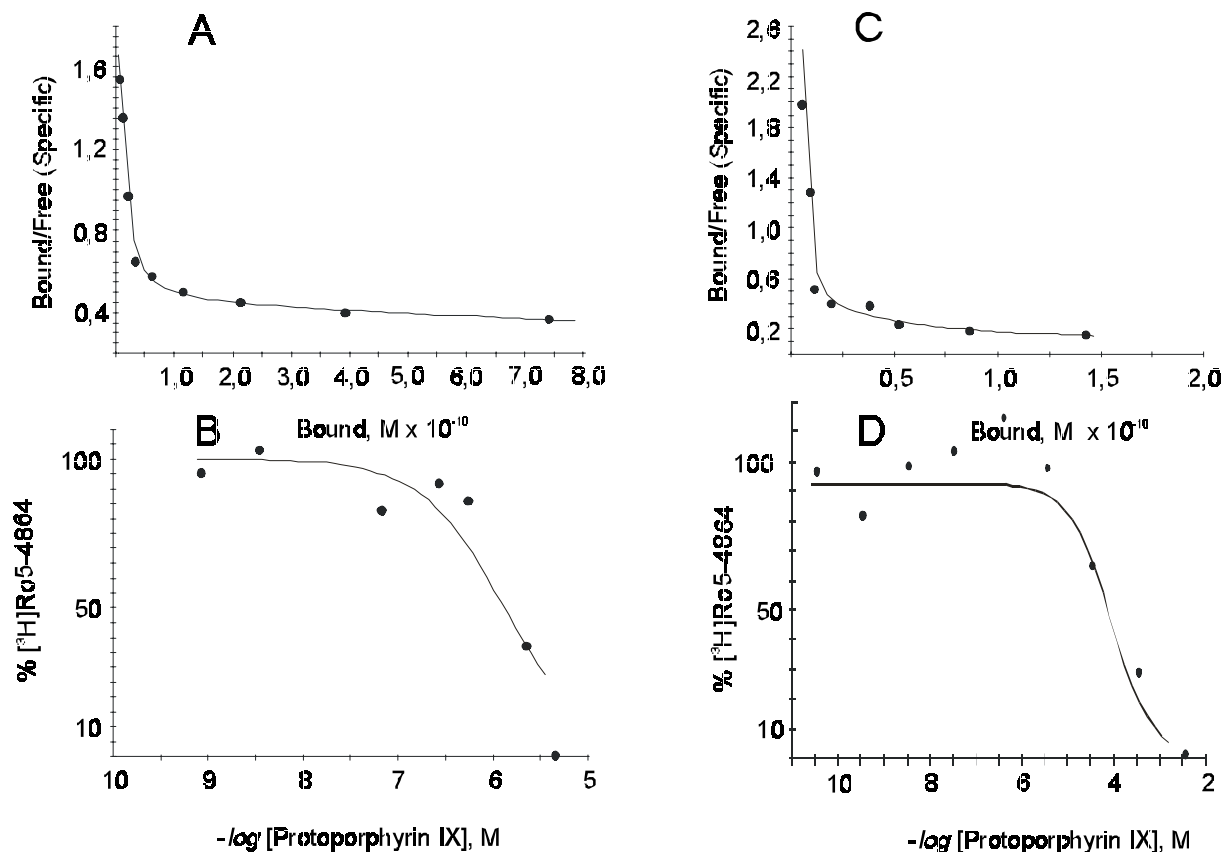 A
Bound/Free (Specific)
1,6
1,2
0,8
0,4
1,0 2,0 3,0 4,0 5,0 6,0 7,0 8,0
Bound, M x 10⁻¹⁰
C
Bound/Free (Specific)
2,6
2,2
1,8
1,4
1,0
0,6
0,2
0,5 1,0 1,5 2,0
Bound, M x 10⁻¹⁰
B
% [³H]Ro5-4864
100
50
10
10 9 8 7 6 5
-log [Protoporphyrin IX], M
D
% [³H]Ro5-4864
100
50
10
10 8 6 4 2
-log [Protoporphyrin IX], M